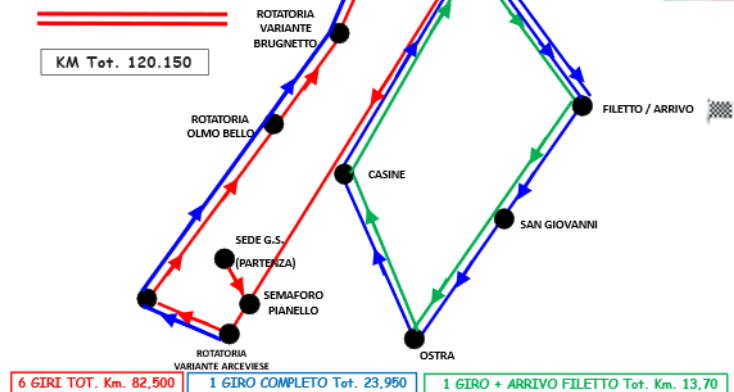 ROTATORIA
VARIANTE
BRUGNETTO
KM Tot. 120.150
FILETTO / ARRIVO
ROTATORIA
OLMO BELLO
CASINE
SAN GIOVANNI
SEDE G.S.
(PARTENZA)
SEMAFORO
PIANELLO
ROTATORIA
VARIANTE ARCEVIESE
OSTRA
6 GIRI TOT. Km. 82,500
1 GIRO COMPLETO Tot. 23,950
1 GIRO + ARRIVO FILETTO Tot. Km. 13,70